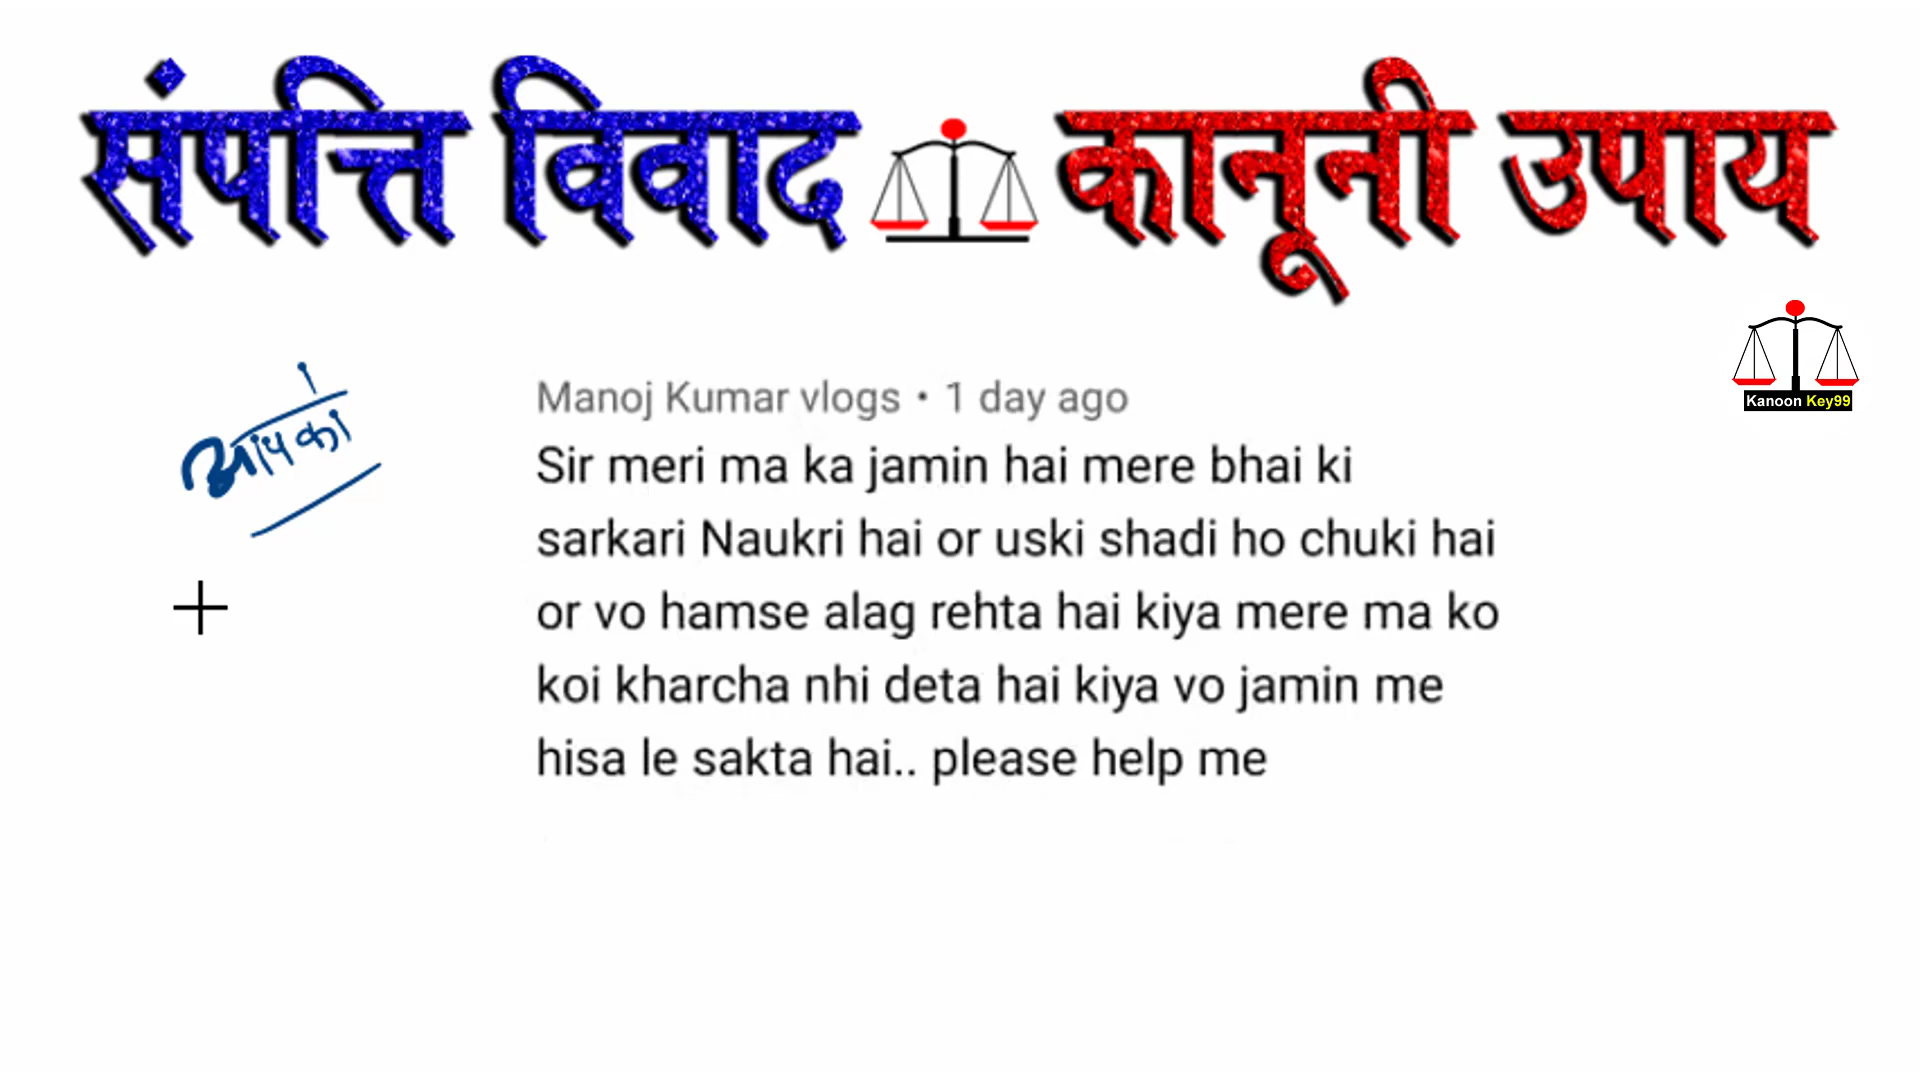 संपत्ति विवाद कानूनी उपाय
Kanoon Key99
आपको
Manoj Kumar vlogs • 1 day ago
Sir meri ma ka jamin hai mere bhai ki
sarkari Naukri hai or uski shadi ho chuki hai
or vo hamse alag rehta hai kiya mere ma ko
koi kharcha nhi deta hai kiya vo jamin me
hisa le sakta hai.. please help me